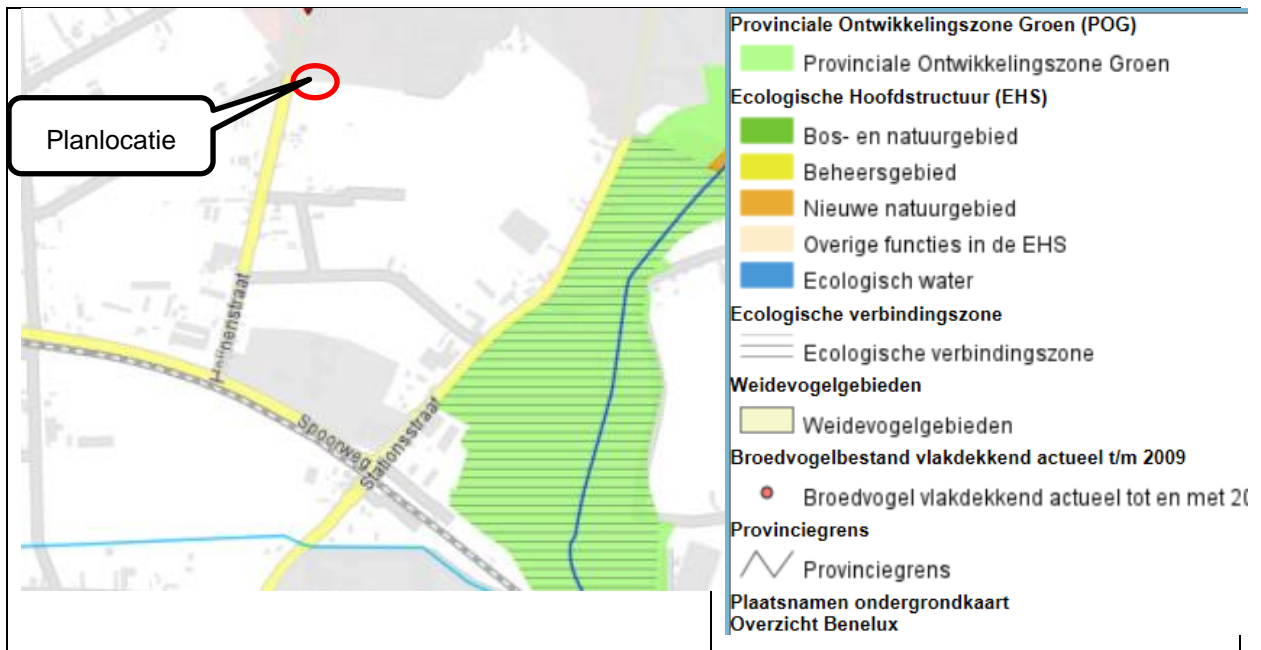 Planlocatie
Heijnenstraat
Spoorweg
Stationsstraat
Provinciale Ontwikkelingszone Groen (POG)
Provinciale Ontwikkelingszone Groen
Ecologische Hoofdstructuur (EHS)
Bos- en natuurgebied
Beheersgebied
Nieuwe natuurgebied
Overige functies in de EHS
Ecologisch water
Ecologische verbindingszone
Ecologische verbindingszone
Weidevogelgebieden
Weidevogelgebieden
Broedvogelbestand vlakdekkend actueel t/m 2009
Broedvogel vlakdekkend actueel tot en met 20
Provinciegrens
Provinciegrens
Plaatsnamen ondergrondkaart
Overzicht Benelux